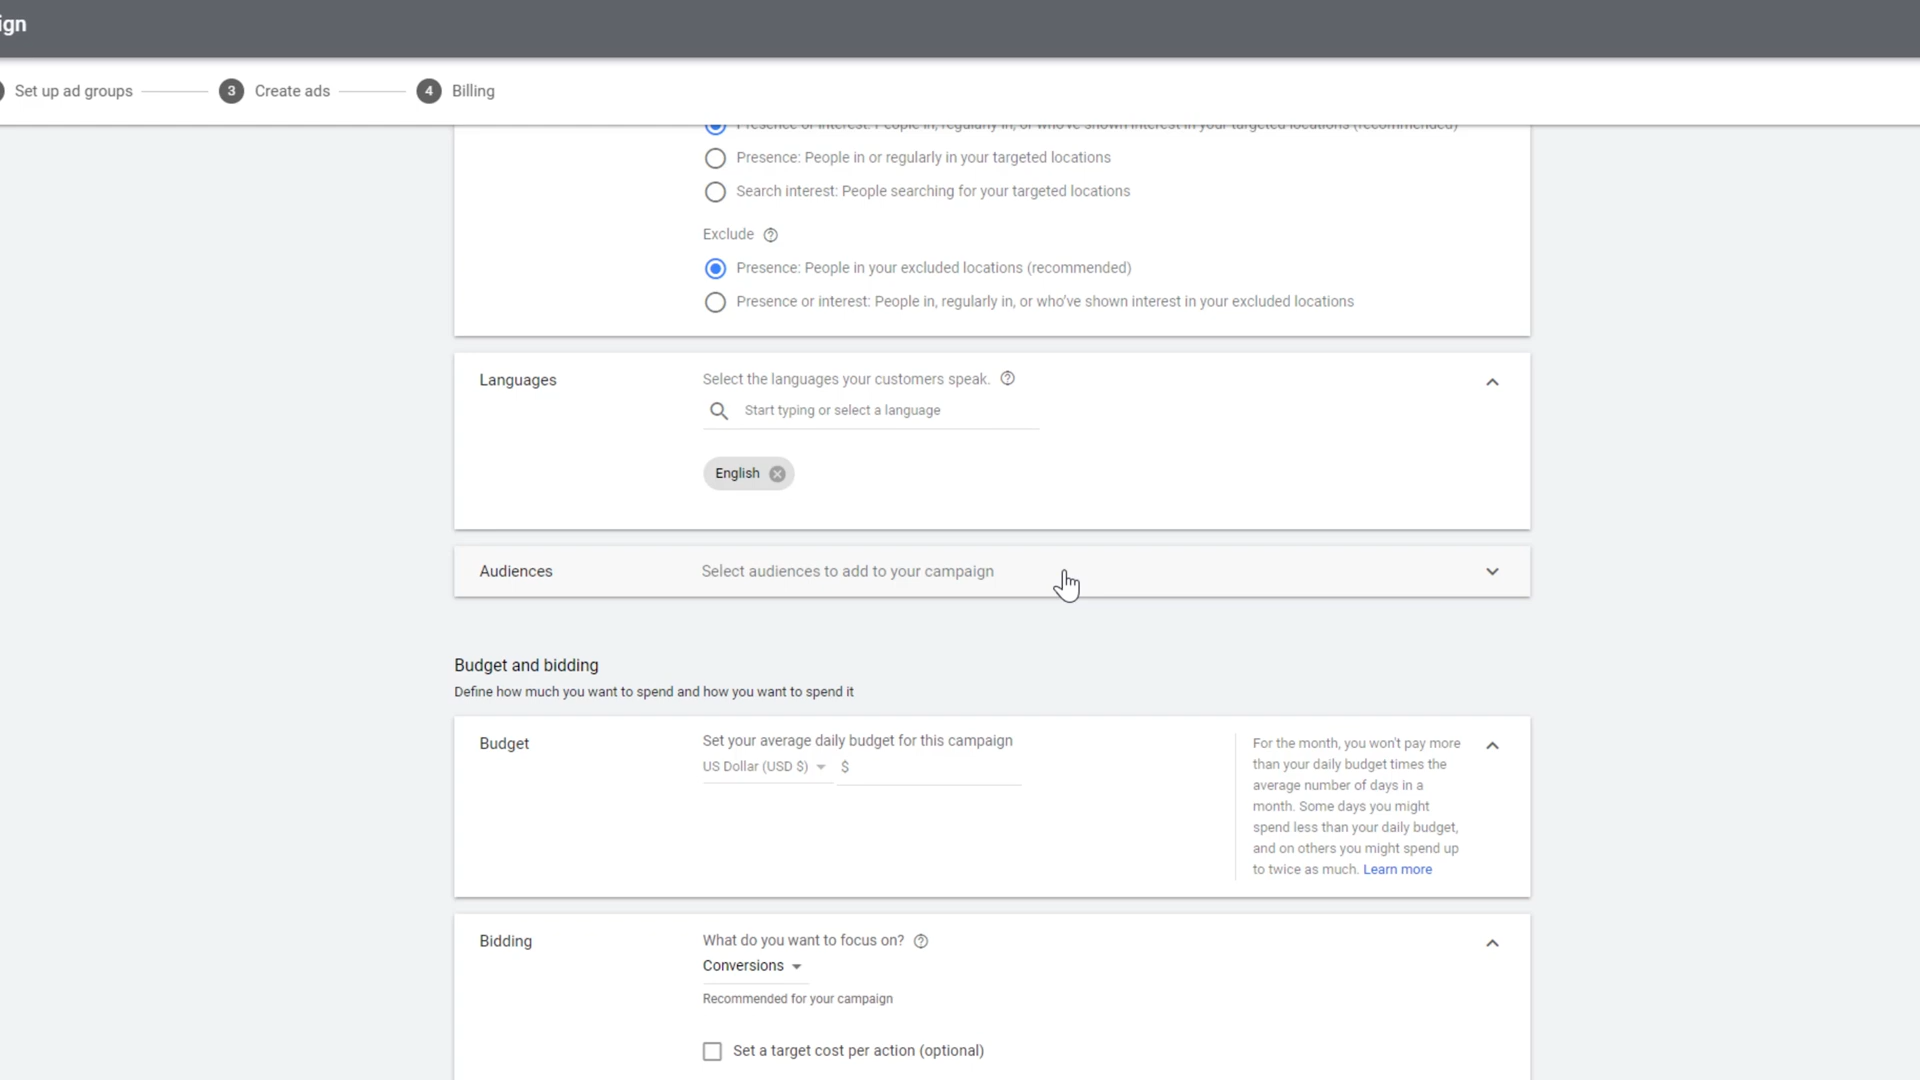 ign
Set up ad groups
3 Create ads
4 Billing
Presence or interest: People in, regularly in, or who've shown interest in your targeted locations (recommended)
Presence: People in or regularly in your targeted locations
Search interest: People searching for your targeted locations
Exclude ?
Presence: People in your excluded locations (recommended)
Presence or interest: People in, regularly in, or who've shown interest in your excluded locations
Languages
Select the languages your customers speak. ?
Start typing or select a language
English
Audiences
Select audiences to add to your campaign
Budget and bidding
Define how much you want to spend and how you want to spend it
Budget
Set your average daily budget for this campaign
US Dollar (USD $) $
For the month, you won't pay more
than your daily budget times the
average number of days in a
month. Some days you might
spend less than your daily budget,
and on others you might spend up
to twice as much. Learn more
Bidding
What do you want to focus on? ?
Conversions
Recommended for your campaign
Set a target cost per action (optional)